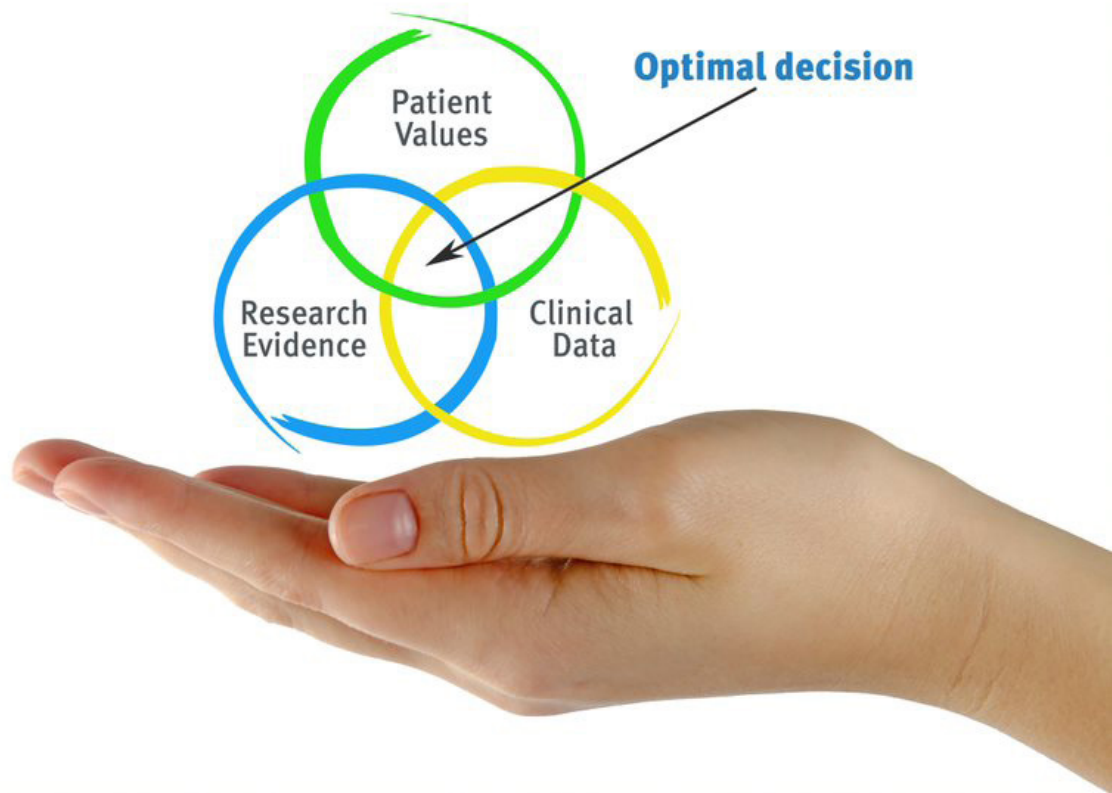 Optimal decision
Patient
Values
Research
Evidence
Clinical
Data